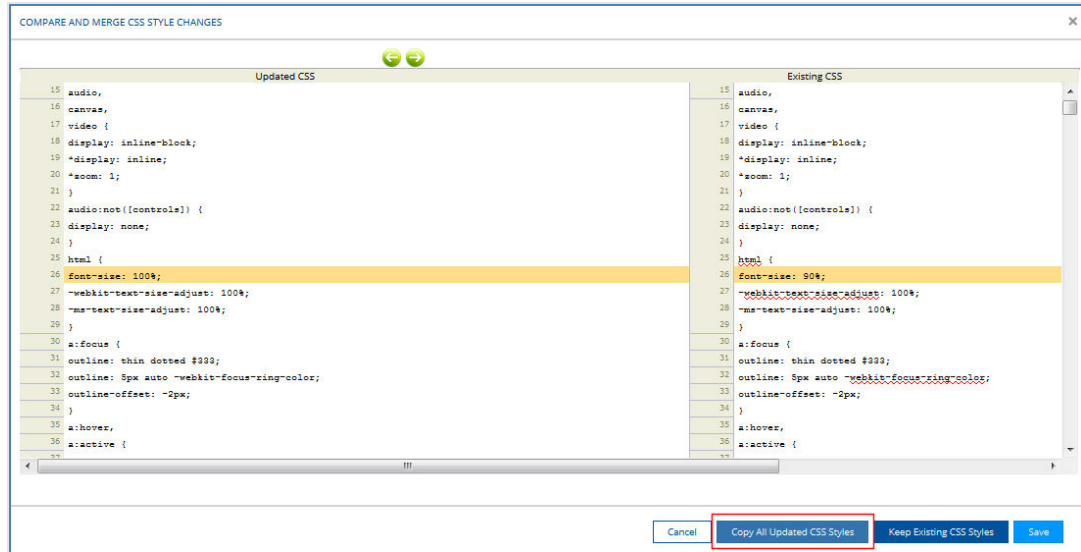 COMPARE AND MERGE CSS STYLE CHANGES
Updated CSS
15 audio,
16 canvas,
17 video {
18 display: inline-block;
19 *display: inline;
20 *zoom: 1;
21 }
22 audio:not([controls]) {
23 display: none;
24 }
25 html {
26 font-size: 100%;
27 -webkit-text-size-adjust: 100%;
28 -ms-text-size-adjust: 100%;
29 }
30 a:focus {
31 outline: thin dotted #333;
32 outline: 5px auto -webkit-focus-ring-color;
33 outline-offset: -2px;
34 }
35 a:hover,
36 a:active {
37
Existing CSS
15 audio,
16 canvas,
17 video {
18 display: inline-block;
19 *display: inline;
20 *zoom: 1;
21 }
22 audio:not([controls]) {
23 display: none;
24 }
25 html {
26 font-size: 90%;
27 -webkit-text-size-adjust: 100%;
28 -ms-text-size-adjust: 100%;
29 }
30 a:focus {
31 outline: thin dotted #333;
32 outline: 5px auto -webkit-focus-ring-color;
33 outline-offset: -2px;
34 }
35 a:hover,
36 a:active {
37
Cancel
Copy All Updated CSS Styles
Keep Existing CSS Styles
Save